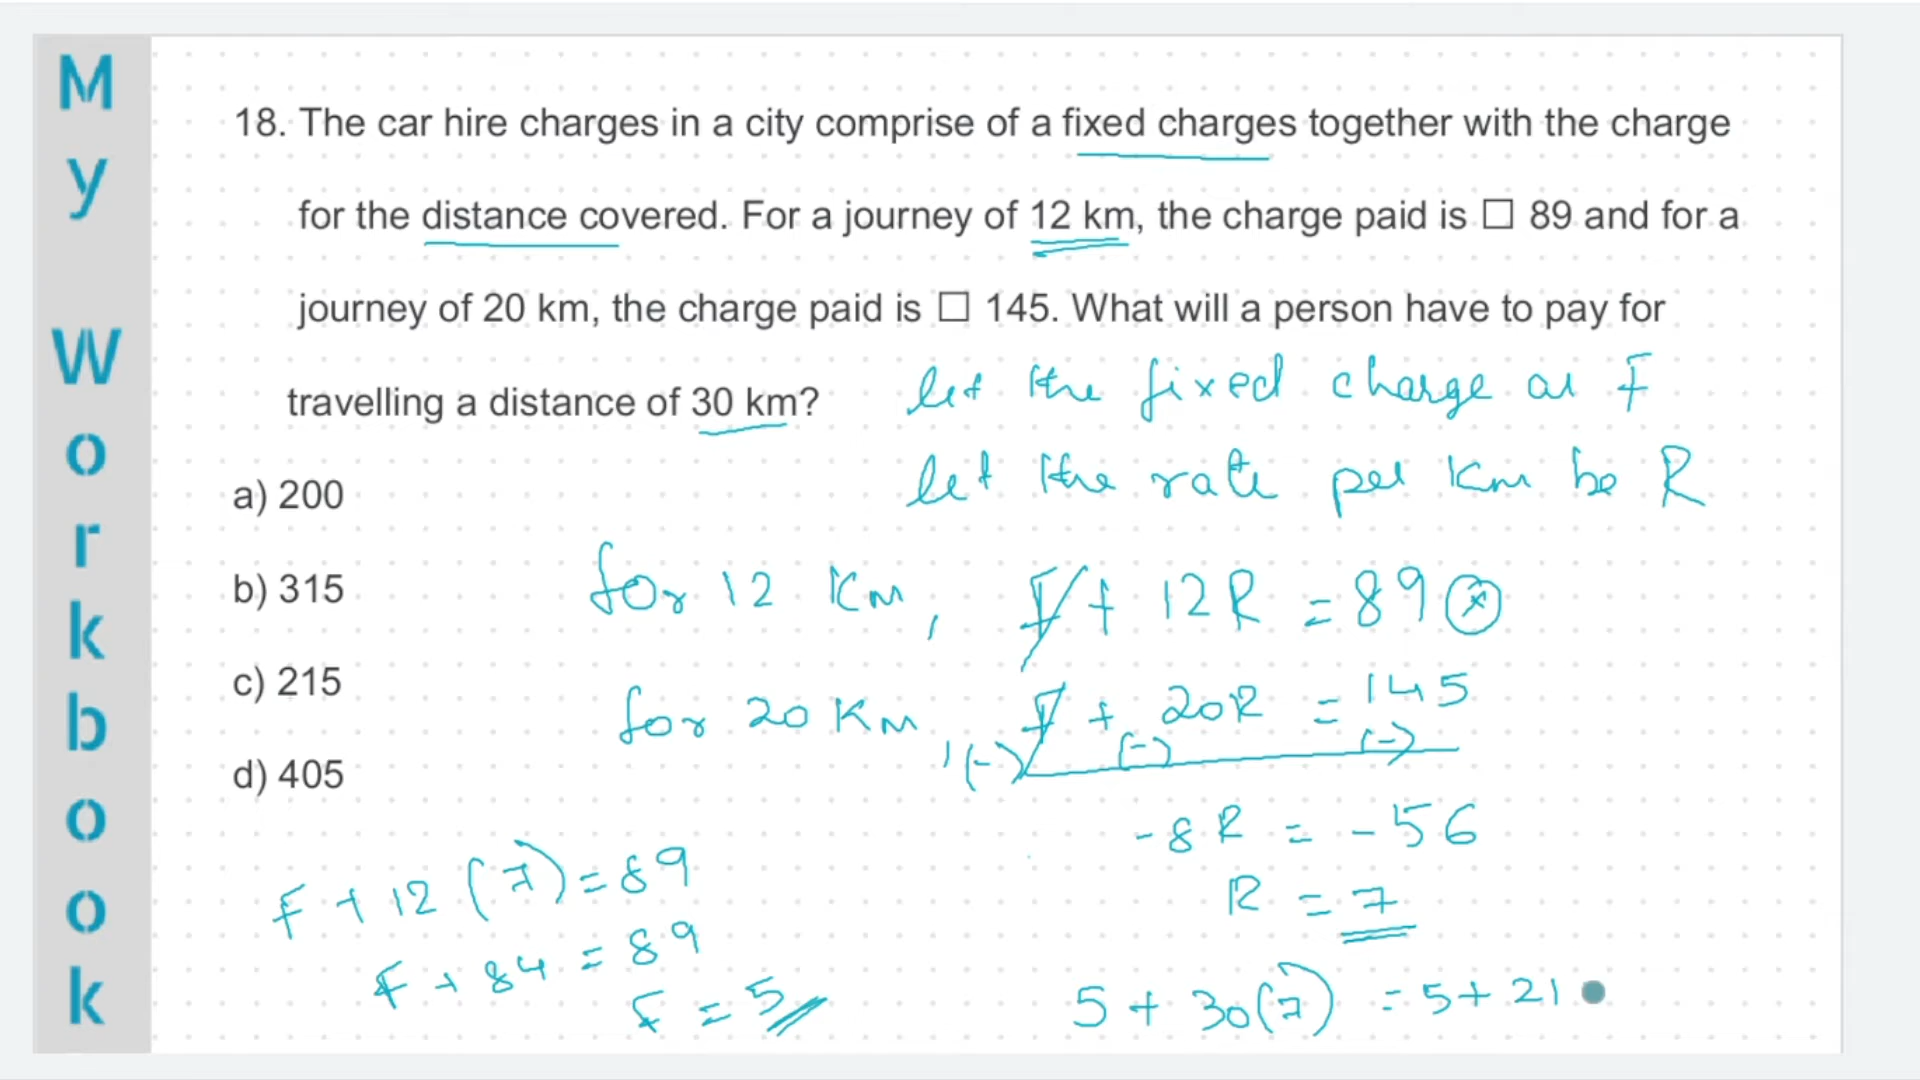 My Workbook
18. The car hire charges in a city comprise of a fixed charges together with the charge
for the distance covered. For a journey of 12 km, the charge paid is □ 89 and for a
journey of 20 km, the charge paid is □ 145. What will a person have to pay for
travelling a distance of 30 km?
let the fixed charge as F
let the rate per Km be R
a) 200
b) 315
c) 215
d) 405
for 12 Km, F + 12R = 89 *
for 20 Km, F + 20R = 145
(-) (-) (-)
-8R = -56
R = 7
F + 12 (7) = 89
F + 84 = 89
F = 5
5 + 30(7) = 5 + 21